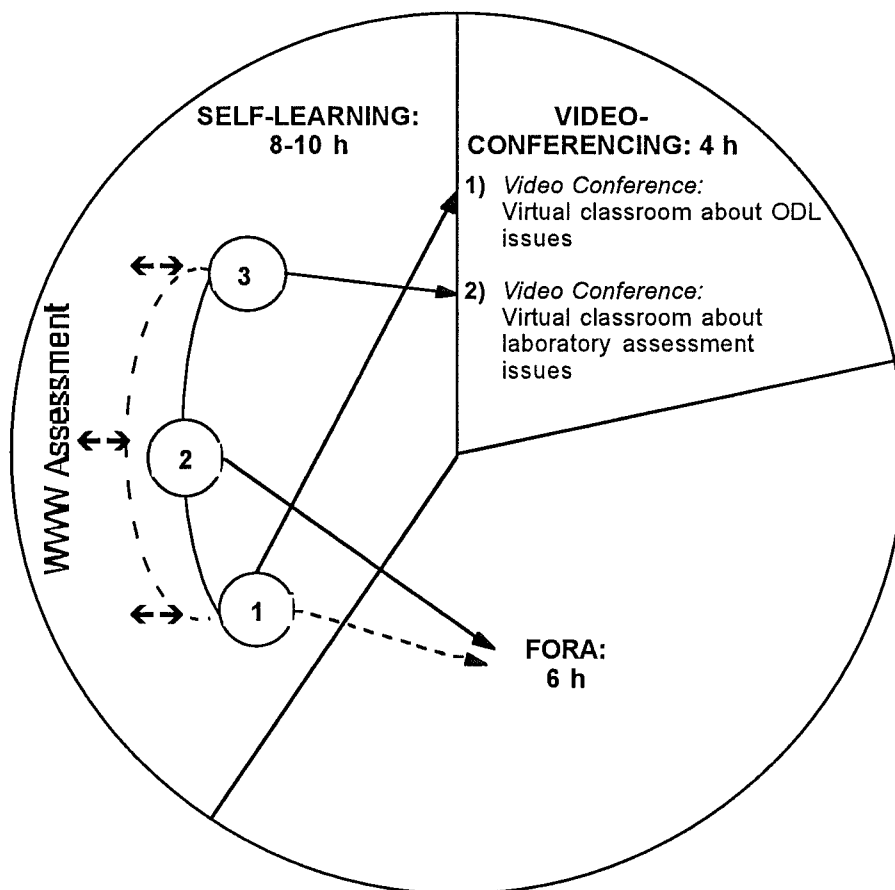 SELF-LEARNING:
8-10 h
VIDEO-
CONFERENCING: 4 h
1) Video Conference:
Virtual classroom about ODL
issues
2) Video Conference:
Virtual classroom about
laboratory assessment
issues
3
2
1
WWW Assessment
FORA:
6 h